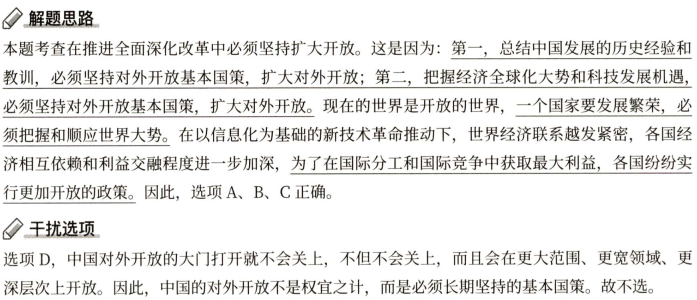 解题思路
本题考查在推进全面深化改革中必须坚持扩大开放。这是因为：第一，总结中国发展的历史经验和
教训，必须坚持对外开放基本国策，扩大对外开放；第二，把握经济全球化大势和科技发展机遇，
必须坚持对外开放基本国策，扩大对外开放。现在的世界是开放的世界，一个国家要发展繁荣，必
须把握和顺应世界大势。在以信息化为基础的新技术革命推动下，世界经济联系越发紧密，各国经
济相互依赖和利益交融程度进一步加深，为了在国际分工和国际竞争中获取最大利益，各国纷纷实
行更加开放的政策。因此，选项 A、B、C 正确。
干扰选项
选项 D，中国对外开放的大门打开就不会关上，不但不会关上，而且会在更大范围、更宽领域、更
深层次上开放。因此，中国的对外开放不是权宜之计，而是必须长期坚持的基本国策。故不选。